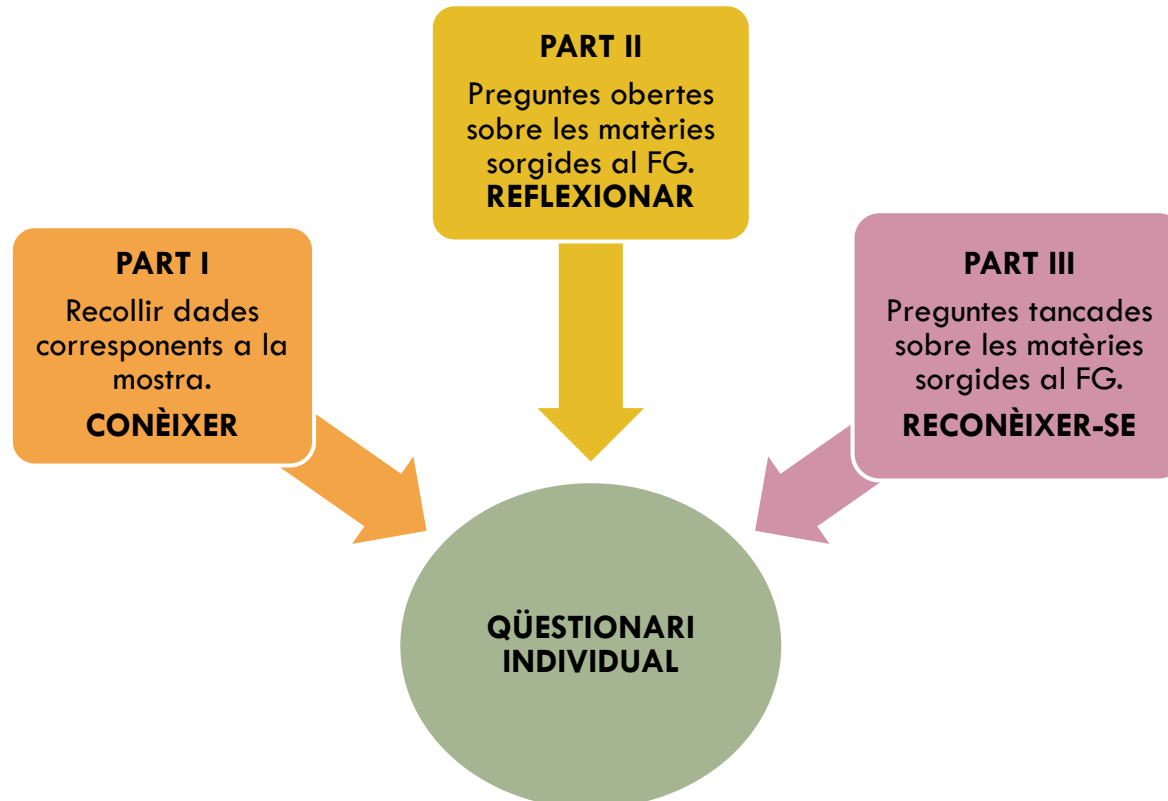 PART I
Recollir dades
corresponents a la
mostra.
CONÈIXER
PART II
Preguntes obertes
sobre les matèries
sorgides al FG.
REFLEXIONAR
PART III
Preguntes tancades
sobre les matèries
sorgides al FG.
RECONÈIXER-SE
QÜESTIONARI
INDIVIDUAL